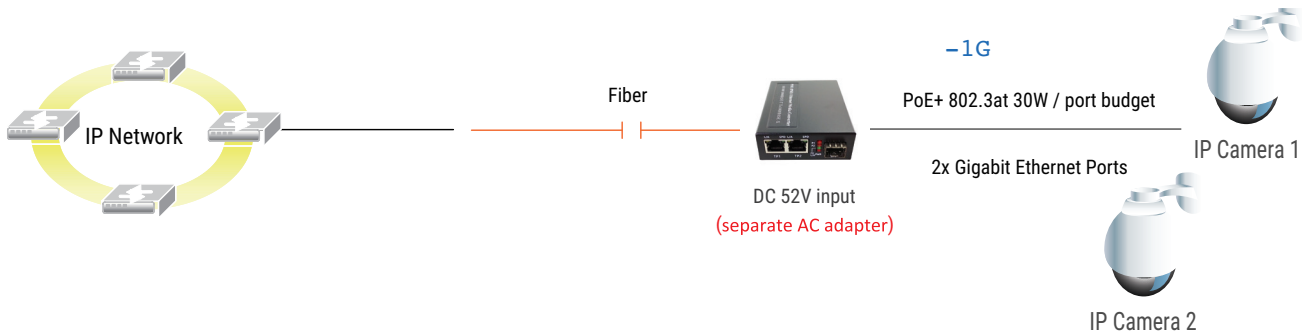 –1G
Fiber
PoE+ 802.3at 30W / port budget
IP Network
IP Camera 1
2x Gigabit Ethernet Ports
DC 52V input
(separate AC adapter)
IP Camera 2